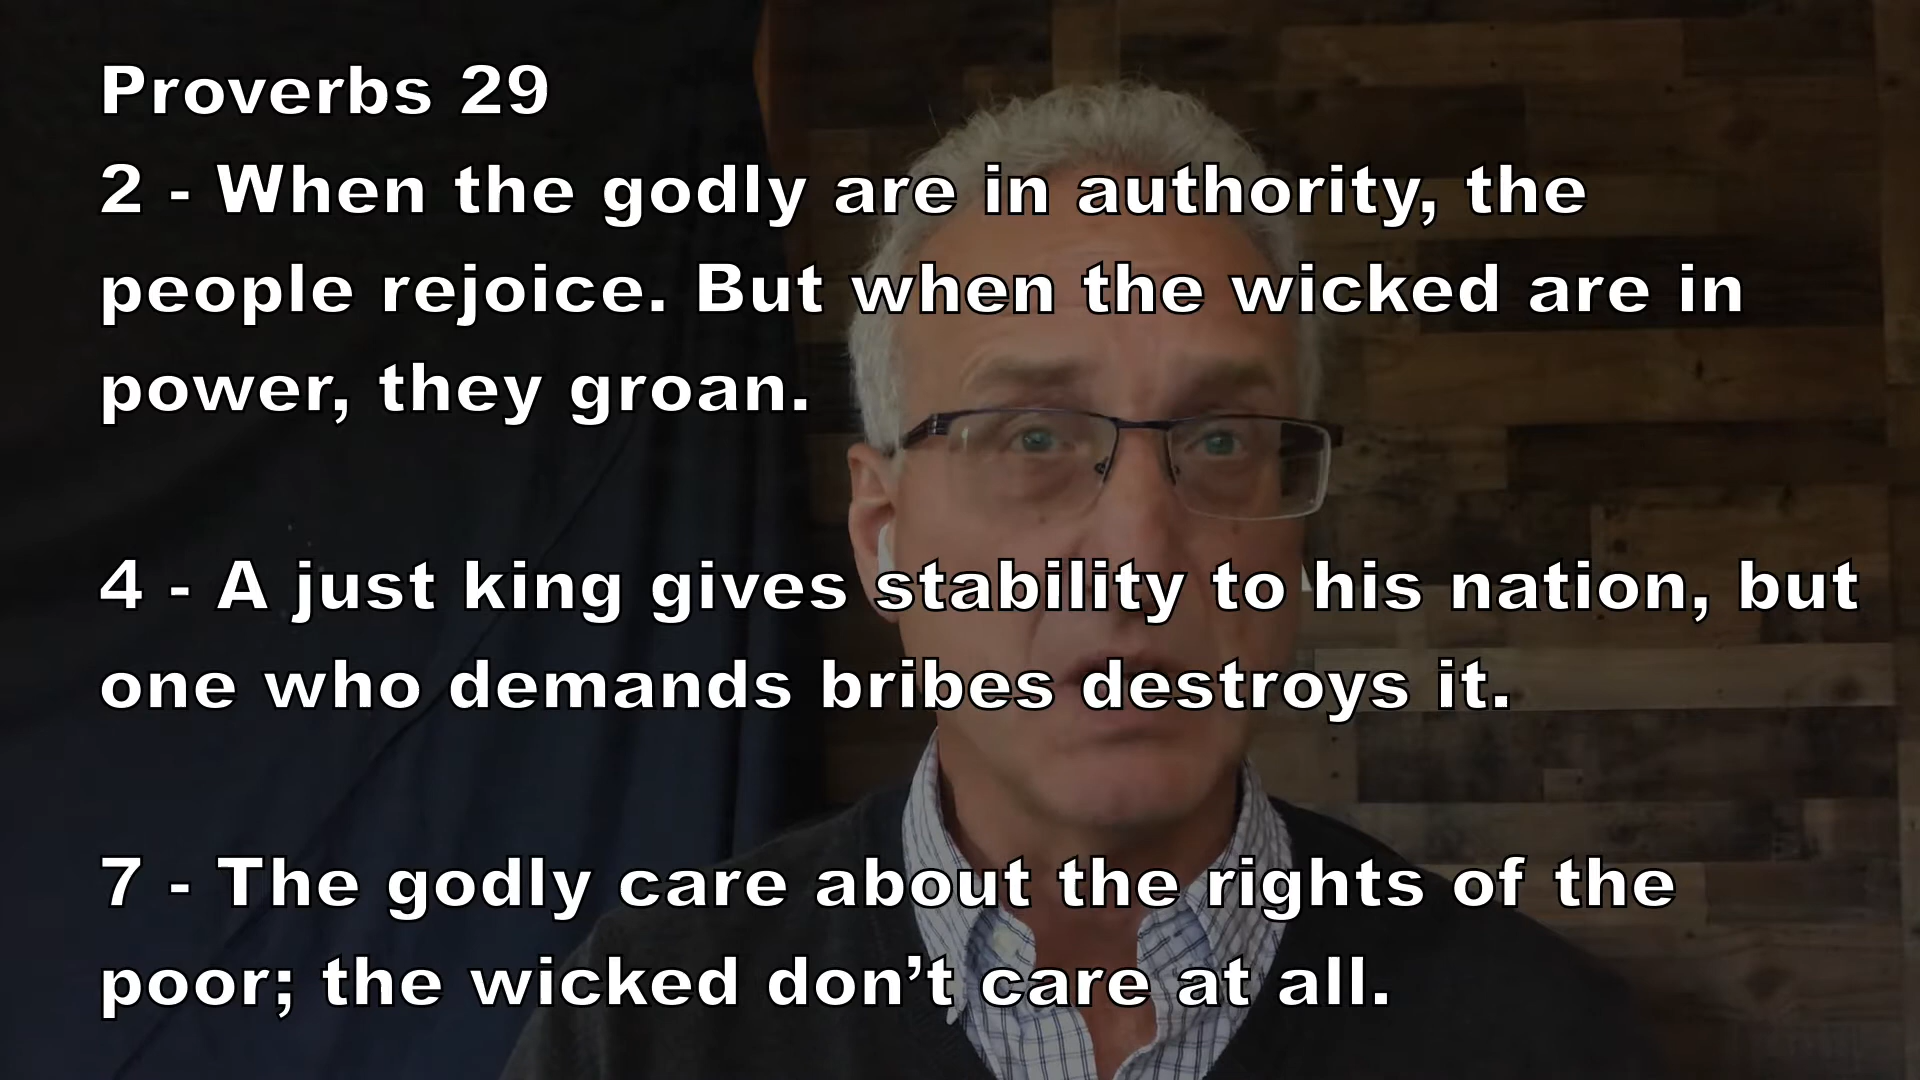 Proverbs 29
2 - When the godly are in authority, the
people rejoice. But when the wicked are in
power, they groan.
4 - A just king gives stability to his nation, but
one who demands bribes destroys it.
7 - The godly care about the rights of the
poor; the wicked don’t care at all.